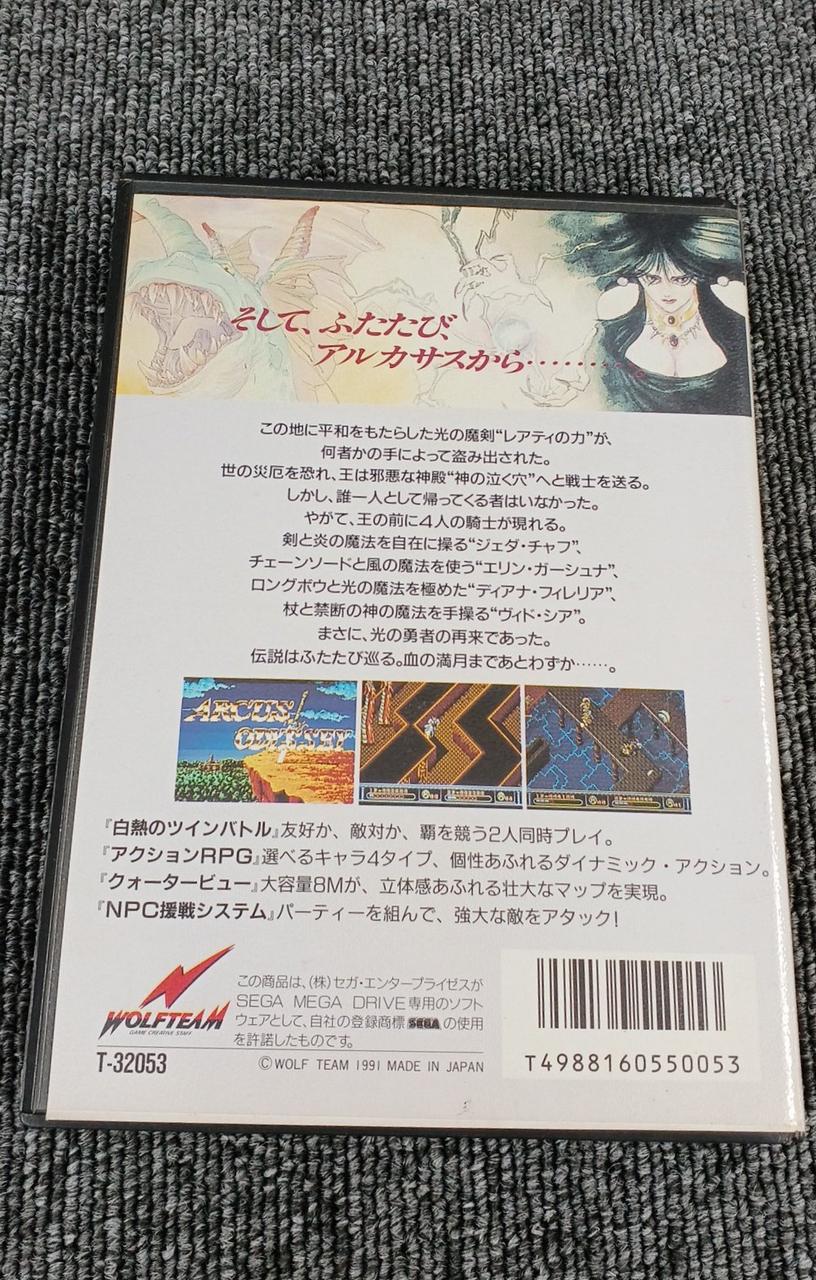 そして、ふたたび、
アルカサスから‥‥‥‥‥。
この地に平和をもたらした光の魔剣“レアティの力”が、
何者かの手によって盗み出された。
世の災厄を恐れ、王は邪悪な神殿“神の泣く穴”へと戦士を送る。
しかし、誰一人として帰ってくる者はいなかった。
やがて、王の前に4人の騎士が現れる。
剣と炎の魔法を自在に操る“ジェダ・チャフ”、
チェーンソードと風の魔法を使う“エリン・ガーシュナ”、
ロングボウと光の魔法を極めた“ディアナ・フィレリア”、
杖と禁断の神の魔法を手操る“ヴィド・シア”。
まさに、光の勇者の再来であった。
伝説はふたたび巡る。血の満月まであとわずか……。
ARCUS
ODYSSEY
『白熱のツインバトル』友好か、敵対か、覇を競う2人同時プレイ。
『アクションRPG』選べるキャラ4タイプ、個性あふれるダイナミック・アクション。
『クォータービュー』大容量8Mが、立体感あふれる壮大なマップを実現。
『NPC援戦システム』パーティーを組んで、強大な敵をアタック!
WOLFTEAM
GAME CREATIVE STAFF
T-32053
この商品は、(株)セガ・エンタープライゼスが
SEGA MEGA DRIVE専用のソフト
ウェアとして、自社の登録商標SEGAの使用
を許諾したものです。
©WOLF TEAM 1991 MADE IN JAPAN
T4988160550053